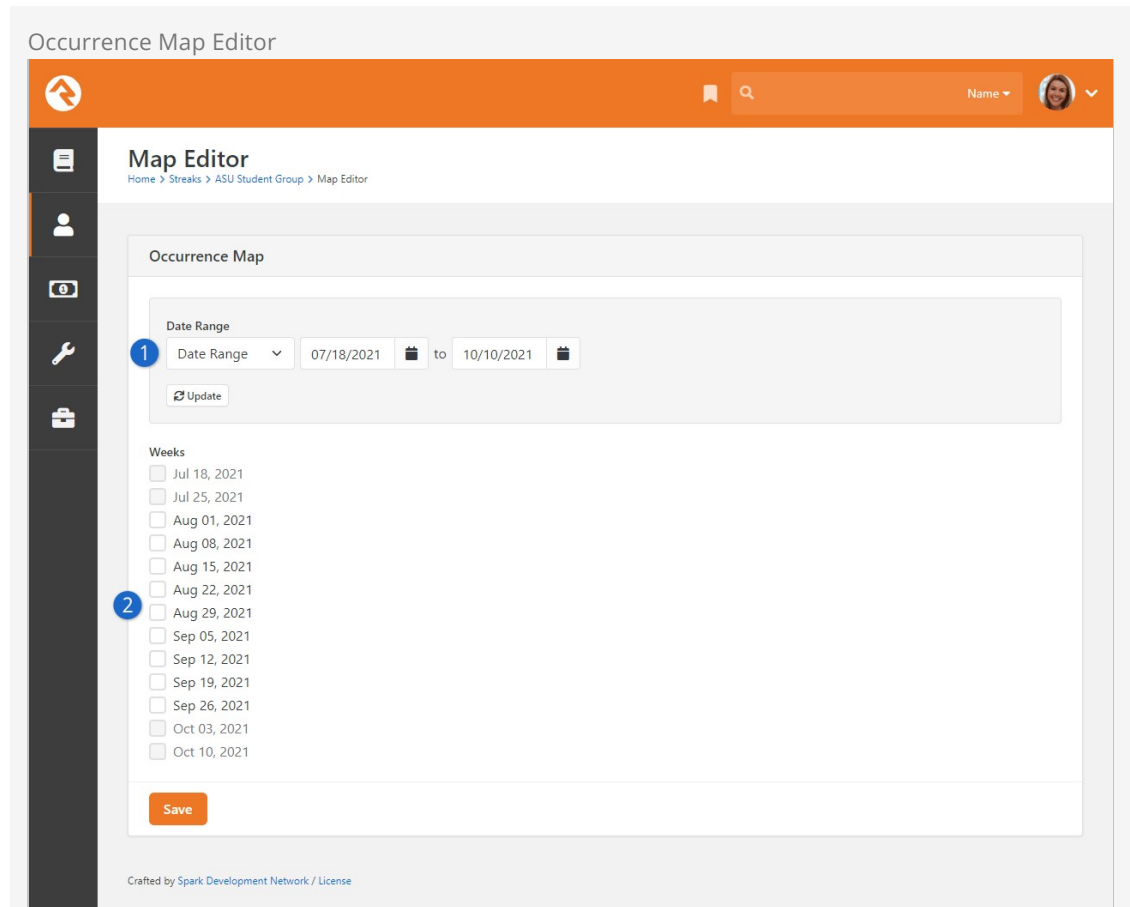 Occurrence Map Editor
Name
Map Editor
Home > Streaks > ASU Student Group > Map Editor
Occurrence Map
Date Range
1 Date Range 07/18/2021 to 10/10/2021
Update
Weeks
Jul 18, 2021
Jul 25, 2021
Aug 01, 2021
Aug 08, 2021
Aug 15, 2021
Aug 22, 2021
2
Aug 29, 2021
Sep 05, 2021
Sep 12, 2021
Sep 19, 2021
Sep 26, 2021
Oct 03, 2021
Oct 10, 2021
Save
Crafted by Spark Development Network / License